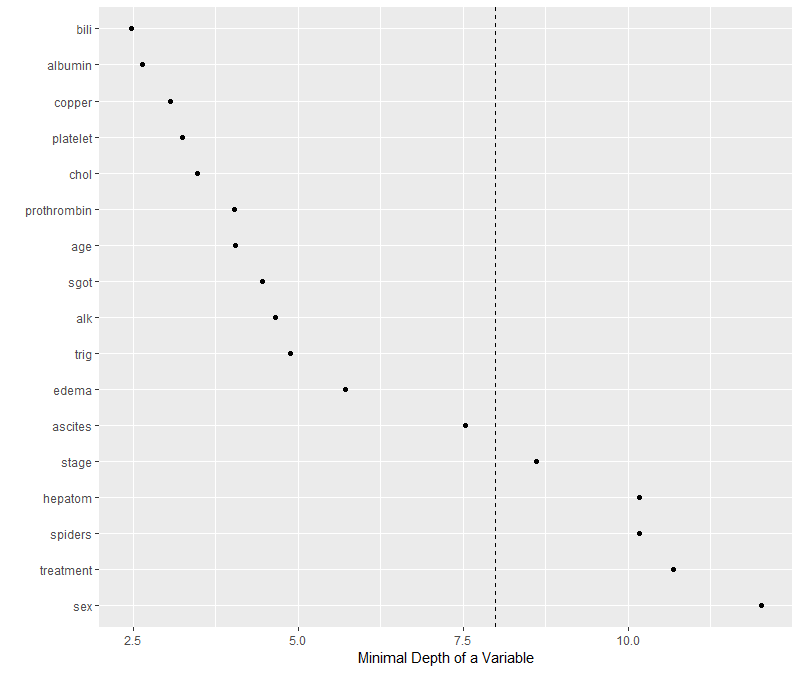 bili
albumin
copper
platelet
chol
prothrombin
age
sgot
alk
trig
edema
ascites
stage
hepatom
spiders
treatment
sex
2.5 5.0 7.5 10.0
Minimal Depth of a Variable